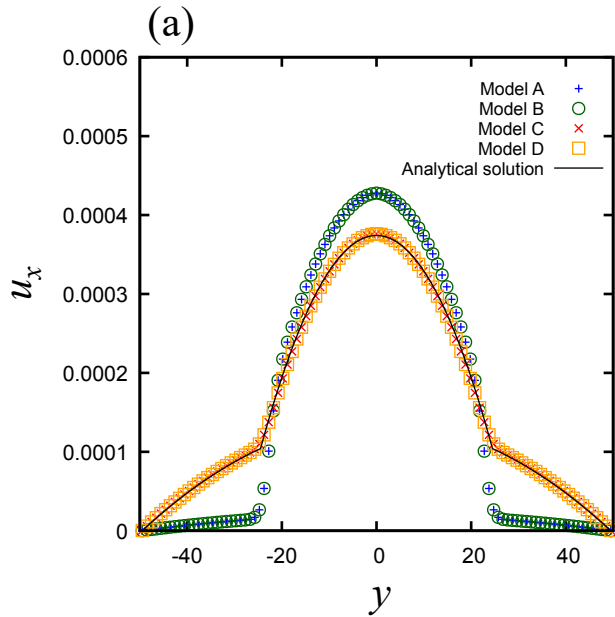 (a)
0.0006
0.0005
0.0004
0.0003
0.0002
0.0001
0
-40 -20 0 20 40
u_x
y
Model A
Model B
Model C
Model D
Analytical solution